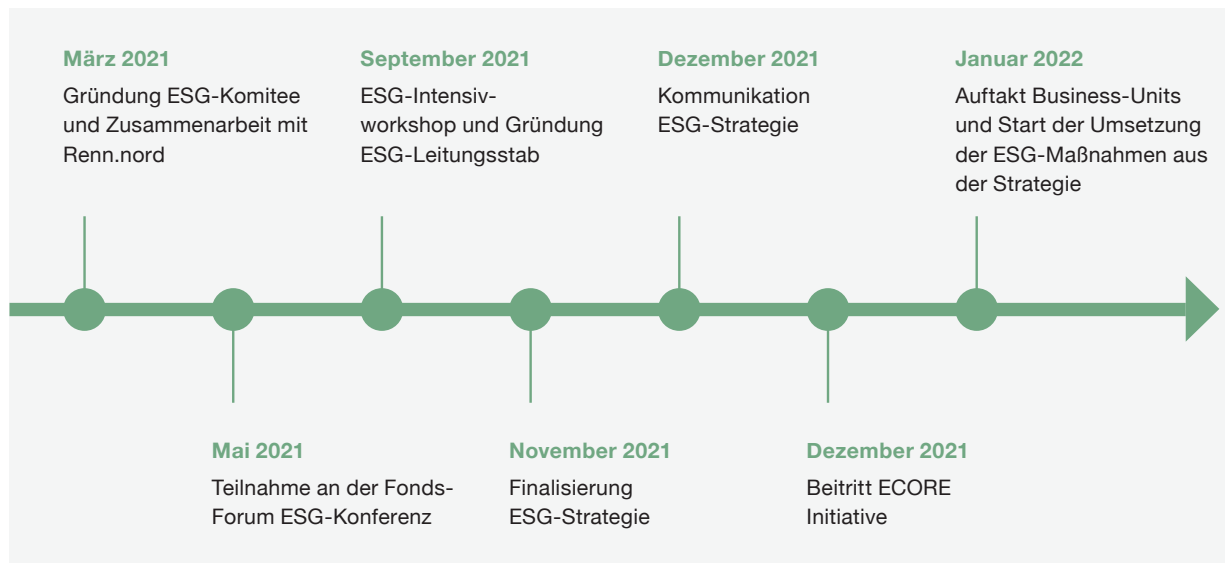 März 2021
Gründung ESG-Komitee
und Zusammenarbeit mit
Renn.nord
September 2021
ESG-Intensiv-
workshop und Gründung
ESG-Leitungsstab
Dezember 2021
Kommunikation
ESG-Strategie
Januar 2022
Auftakt Business-Units
und Start der Umsetzung
der ESG-Maßnahmen aus
der Strategie
Mai 2021
Teilnahme an der Fonds-
Forum ESG-Konferenz
November 2021
Finalisierung
ESG-Strategie
Dezember 2021
Beitritt ECORE
Initiative